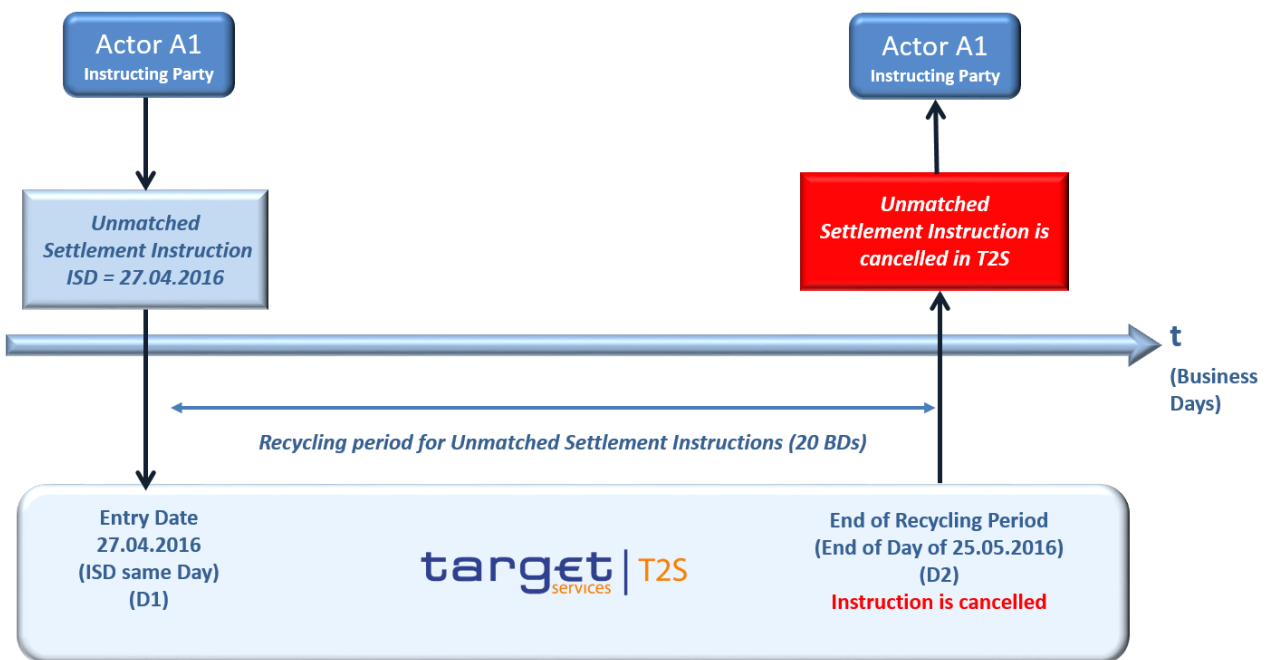 Actor A1
Instructing Party
Actor A1
Instructing Party
Unmatched
Settlement Instruction
ISD = 27.04.2016
Unmatched
Settlement Instruction is
cancelled in T2S
t
(Business
Days)
Recycling period for Unmatched Settlement Instructions (20 BDs)
Entry Date
27.04.2016
(ISD same Day)
(D1)
target | T2S
services
End of Recycling Period
(End of Day of 25.05.2016)
(D2)
Instruction is cancelled